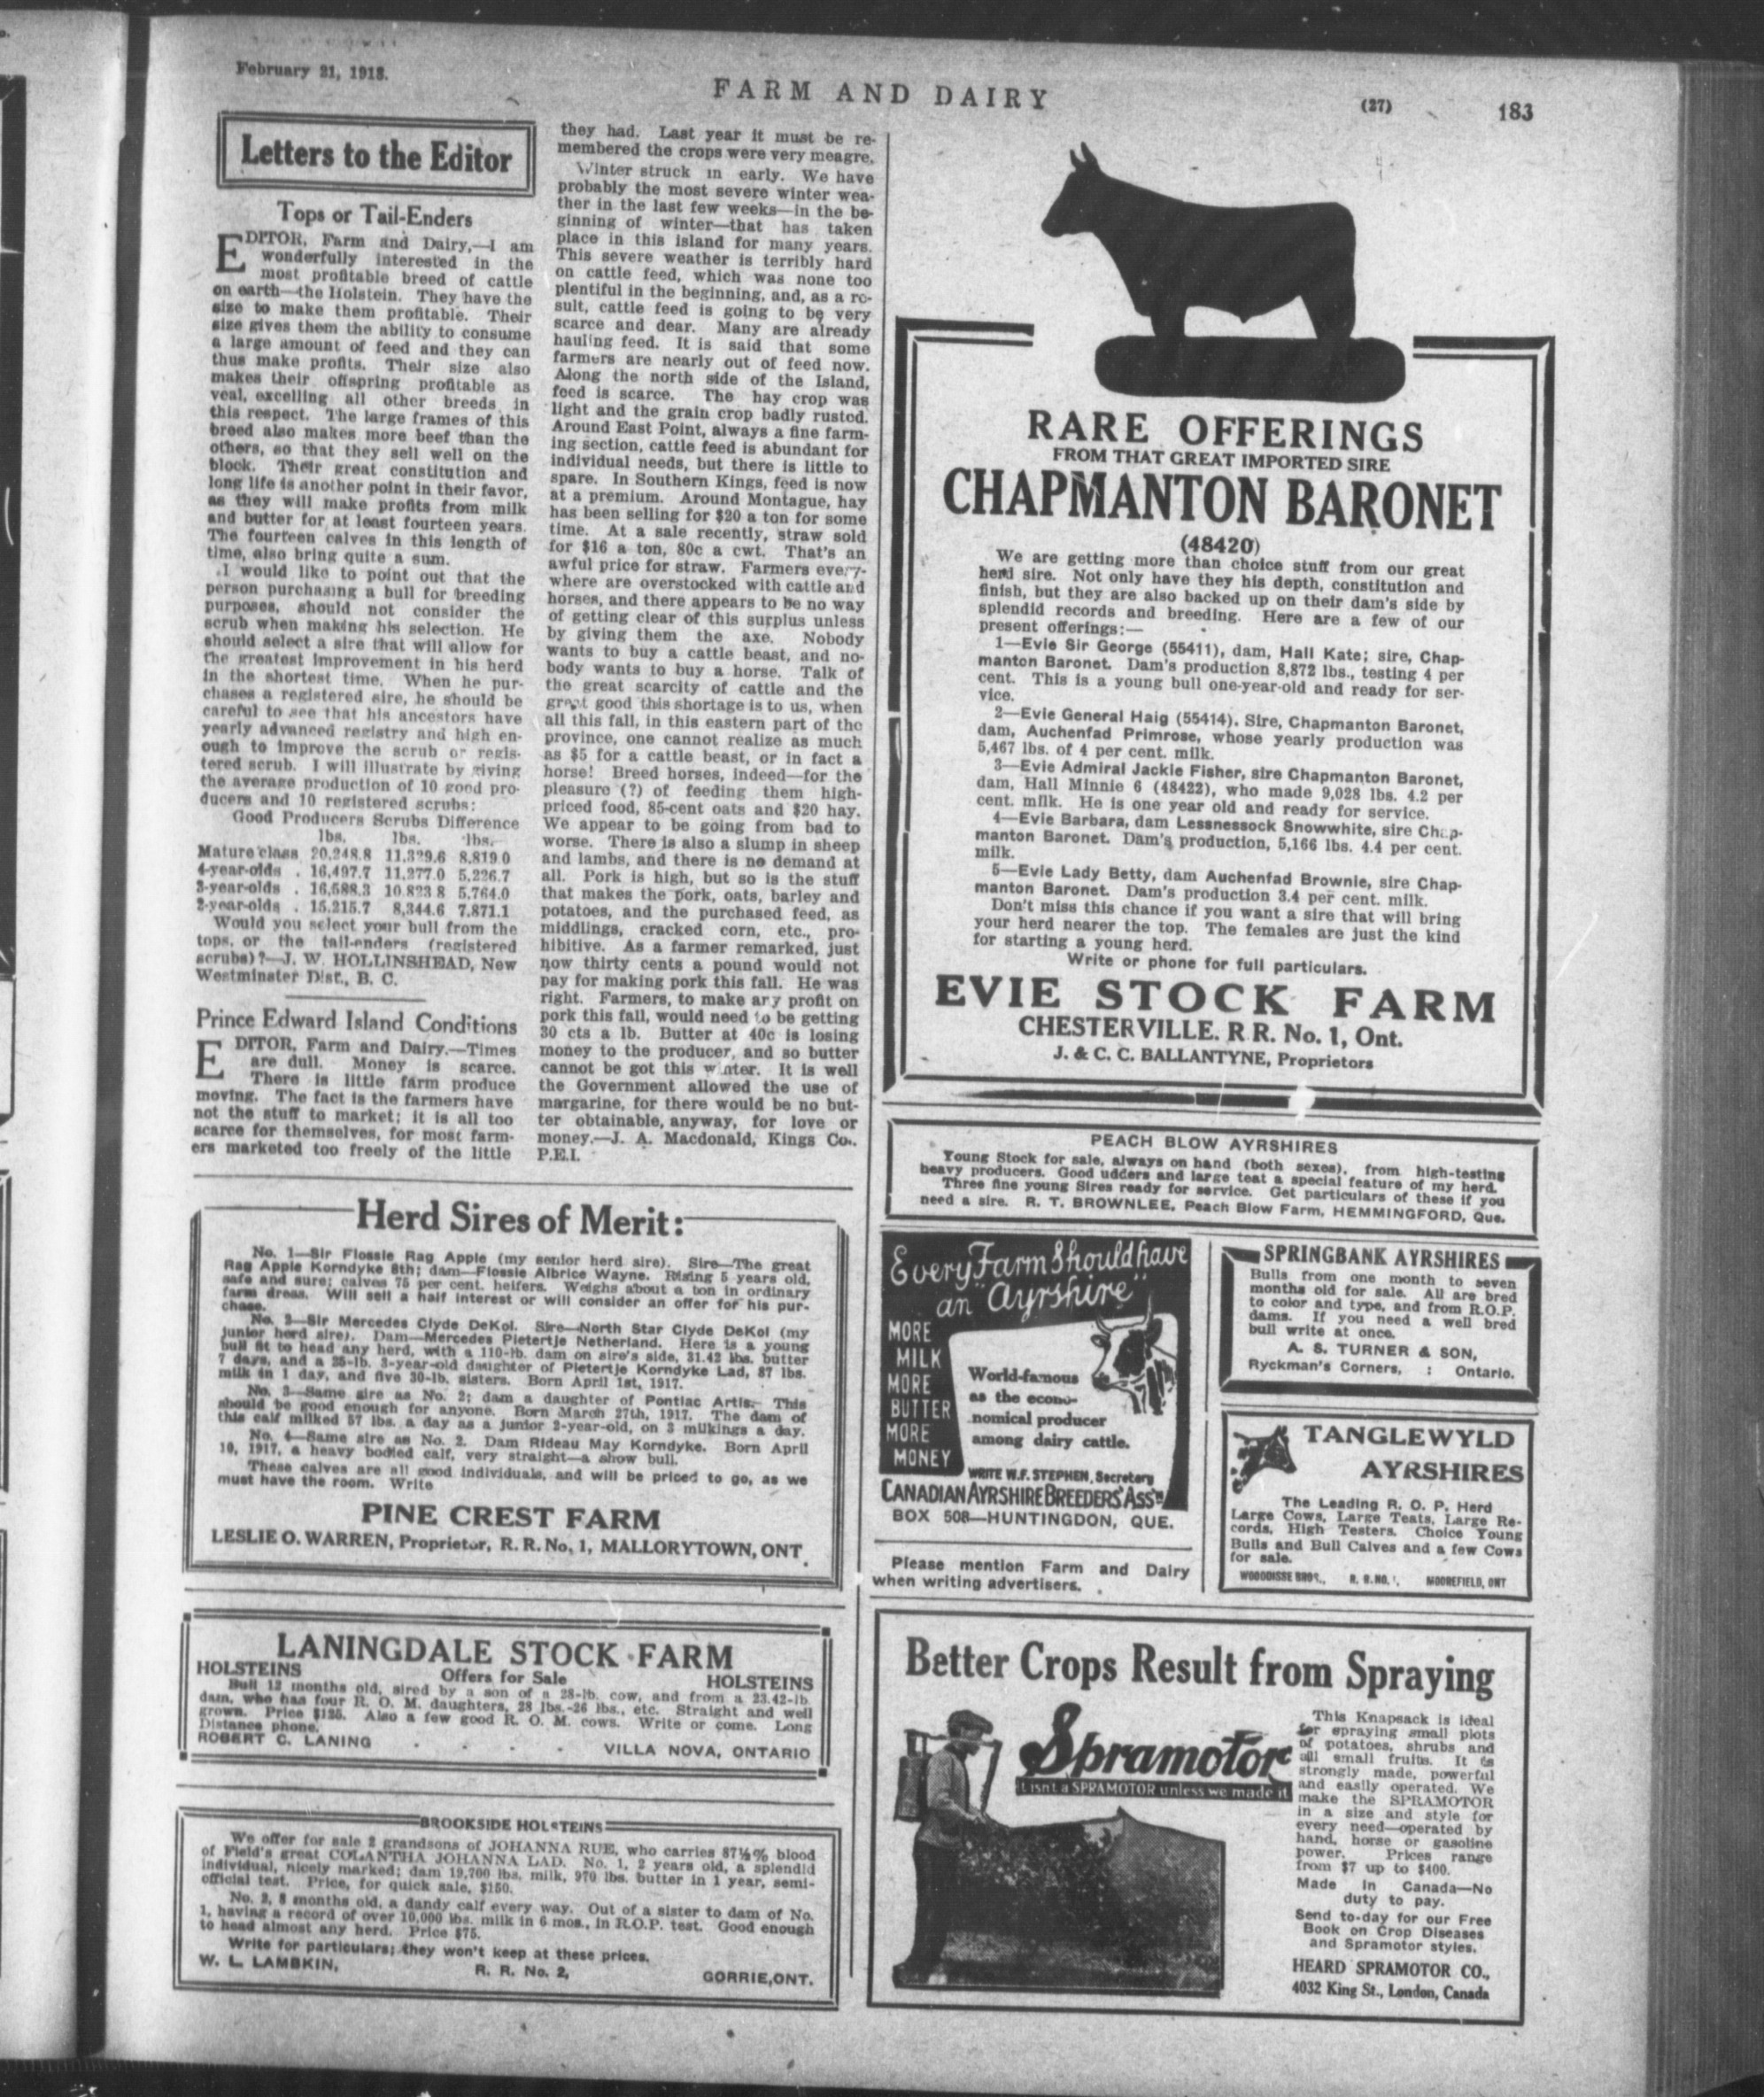 February 21, 1918.
FARM AND DAIRY
(27)
183
Letters to the Editor
Tops or Tail-Enders
EDITOR, Farm and Dairy,—I am
wonderfully interested in the
most profitable breed of cattle
on earth—the Holstein. They have the
size to make them profitable. Their
size gives them the ability to consume
a large amount of feed and they can
thus make profits. Their size also
makes their offspring profitable as
veal, excelling all other breeds in
this respect. The large frames of this
breed also makes more beef than the
others, so that they sell well on the
block. Their great constitution and
long life is another point in their favor,
as they will make profits from milk
and butter for at least fourteen years.
The fourteen calves in this length of
time, also bring quite a sum.
I would like to point out that the
person purchasing a bull for breeding
purposes, should not consider the
scrub when making his selection. He
should select a sire that will allow for
the greatest improvement in his herd
in the shortest time. When he pur-
chases a registered sire, he should be
careful to see that his ancestors have
yearly advanced registry and high en-
ough to improve the scrub or regis-
tered scrub. I will illustrate by giving
the average production of 10 good pro-
ducers and 10 registered scrubs:
Good Producers Scrubs Difference
lbs. lbs. lbs.
Mature class 20,248.8 11,329.6 8,819.0
4-year-olds . 16,497.7 11,277.0 5,226.7
3-year-olds . 16,588.3 10,823.8 5,764.0
2-year-olds . 15,215.7 8,344.6 7,871.1
Would you select your bull from the
tops, or the tail-enders (registered
scrubs)?—J. W. HOLLINSHEAD, New
Westminster Dist., B. C.
Prince Edward Island Conditions
EDITOR, Farm and Dairy.—Times
are dull. Money is scarce.
There is little farm produce
moving. The fact is the farmers have
not the stuff to market; it is all too
scarce for themselves, for most farm-
ers marketed too freely of the little
they had. Last year it must be re-
membered the crops were very meagre.
Winter struck in early. We have
probably the most severe winter wea-
ther in the last few weeks—in the be-
ginning of winter—that has taken
place in this island for many years.
This severe weather is terribly hard
on cattle feed, which was none too
plentiful in the beginning, and, as a re-
sult, cattle feed is going to be very
scarce and dear. Many are already
hauling feed. It is said that some
farmers are nearly out of feed now.
Along the north side of the Island,
feed is scarce. The hay crop was
light and the grain crop badly rusted.
Around East Point, always a fine farm-
ing section, cattle feed is abundant for
individual needs, but there is little to
spare. In Southern Kings, feed is now
at a premium. Around Montague, hay
has been selling for $20 a ton for some
time. At a sale recently, straw sold
for $16 a ton, 80c a cwt. That's an
awful price for straw. Farmers every-
where are overstocked with cattle and
horses, and there appears to be no way
of getting clear of this surplus unless
by giving them the axe. Nobody
wants to buy a cattle beast, and no-
body wants to buy a horse. Talk of
the great scarcity of cattle and the
great good this shortage is to us, when
all this fall, in this eastern part of the
province, one cannot realize as much
as $5 for a cattle beast, or in fact a
horse! Breed horses, indeed—for the
pleasure (?) of feeding them high-
priced food, 85-cent oats and $20 hay.
We appear to be going from bad to
worse. There is also a slump in sheep
and lambs, and there is no demand at
all. Pork is high, but so is the stuff
that makes the pork, oats, barley and
potatoes, and the purchased feed, as
middlings, cracked corn, etc., pro-
hibitive. As a farmer remarked, just
now thirty cents a pound would not
pay for making pork this fall. He was
right. Farmers, to make any profit on
pork this fall, would need to be getting
30 cts a lb. Butter at 40c is losing
money to the producer, and so butter
cannot be got this winter. It is well
the Government allowed the use of
margarine, for there would be no but-
ter obtainable, anyway, for love or
money.—J. A. Macdonald, Kings Co.,
P.E.I.
Herd Sires of Merit:
No. 1—Sir Flossie Rag Apple (my senior herd sire). Sire—The great
Rag Apple Korndyke 8th; dam—Flossie Albrice Wayne. Rising 5 years old,
safe and sure; calves 75 per cent. heifers. Weighs about a ton in ordinary
farm dress. Will sell a half interest or will consider an offer for his pur-
chase.
No. 2—Sir Mercedes Clyde DeKol. Sire—North Star Clyde DeKol (my
junior herd sire). Dam—Mercedes Pietertje Netherland. Here is a young
bull fit to head any herd, with a 110-lb. dam on sire's side, 31.42 lbs. butter
7 days, and a 25-lb. 3-year-old daughter of Pietertje Korndyke Lad, 87 lbs.
milk in 1 day, and five 30-lb. sisters. Born April 1st, 1917.
No. 3—Same sire as No. 2; dam a daughter of Pontiac Artis. This
should be good enough for anyone. Born March 27th, 1917. The dam of
this calf milked 57 lbs. a day as a junior 2-year-old, on 3 milkings a day.
No. 4—Same sire as No. 2. Dam Rideau May Korndyke. Born April
10, 1917, a heavy bodied calf, very straight—a show bull.
These calves are all good individuals, and will be priced to go, as we
must have the room. Write
PINE CREST FARM
LESLIE O. WARREN, Proprietor, R. R. No, 1, MALLORYTOWN, ONT.
LANINGDALE STOCK FARM
HOLSTEINS Offers for Sale HOLSTEINS
Bull 12 months old, sired by a son of a 28-lb. cow, and from a 23.42-lb.
dam, who has four R. O. M. daughters, 28 lbs.-26 lbs., etc. Straight and well
grown. Price $125. Also a few good R. O. M. cows. Write or come. Long
Distance phone.
ROBERT C. LANING - - - - VILLA NOVA, ONTARIO
BROOKSIDE HOLSTEINS
We offer for sale 2 grandsons of JOHANNA RUE, who carries 87½% blood
of Field's great COLANTHA JOHANNA LAD. No. 1, 2 years old, a splendid
individual, nicely marked; dam 19,700 lbs. milk, 970 lbs. butter in 1 year, semi-
official test. Price, for quick sale, $150.
No. 2, 8 months old, a dandy calf every way. Out of a sister to dam of No.
1, having a record of over 10,000 lbs. milk in 6 mos., in R.O.P. test. Good enough
to head almost any herd. Price $75.
Write for particulars; they won't keep at these prices.
W. L. LAMBKIN, R. R. No. 2, GORRIE, ONT.
RARE OFFERINGS
FROM THAT GREAT IMPORTED SIRE
CHAPMANTON BARONET
(48420)
We are getting more than choice stuff from our great
herd sire. Not only have they his depth, constitution and
finish, but they are also backed up on their dam's side by
splendid records and breeding. Here are a few of our
present offerings:—
1—Evie Sir George (55411), dam, Hall Kate; sire, Chap-
manton Baronet. Dam's production 8,872 lbs., testing 4 per
cent. This is a young bull one-year-old and ready for ser-
vice.
2—Evie General Haig (55414). Sire, Chapmanton Baronet,
dam, Auchenfad Primrose, whose yearly production was
5,467 lbs. of 4 per cent. milk.
3—Evie Admiral Jackie Fisher, sire Chapmanton Baronet,
dam, Hall Minnie 6 (48422), who made 9,028 lbs. 4.2 per
cent. milk. He is one year old and ready for service.
4—Evie Barbara, dam Lessnessock Snowwhite, sire Chap-
manton Baronet. Dam's production, 5,166 lbs. 4.4 per cent.
milk.
5—Evie Lady Betty, dam Auchenfad Brownie, sire Chap-
manton Baronet. Dam's production 3.4 per cent. milk.
Don't miss this chance if you want a sire that will bring
your herd nearer the top. The females are just the kind
for starting a young herd.
Write or phone for full particulars.
EVIE STOCK FARM
CHESTERVILLE. R R. No. 1, Ont.
J. & C. C. BALLANTYNE, Proprietors
PEACH BLOW AYRSHIRES
Young Stock for sale, always on hand (both sexes), from high-testing
heavy producers. Good udders and large teat a special feature of my herd.
Three fine young Sires ready for service. Get particulars of these if you
need a sire. R. T. BROWNLEE, Peach Blow Farm, HEMMINGFORD, Que.
Every Farm Should have
an "Ayrshire"
MORE
MILK
MORE
BUTTER
MORE
MONEY
World-famous
as the econo-
nomical producer
among dairy cattle.
WRITE W.F. STEPHEN, Secretary
CANADIAN AYRSHIRE BREEDERS' ASS'N
BOX 508—HUNTINGDON, QUE.
Please mention Farm and Dairy
when writing advertisers.
SPRINGBANK AYRSHIRES
Bulls from one month to seven
months old for sale. All are bred
to color and type, and from R.O.P.
dams. If you need a well bred
bull write at once.
A. S. TURNER & SON,
Ryckman's Corners, : Ontario.
TANGLEWYLD
AYRSHIRES
The Leading R. O. P. Herd
Large Cows, Large Teats, Large Re-
cords, High Testers. Choice Young
Bulls and Bull Calves and a few Cows
for sale.
WOODISSE BROS., R. R. NO. 1, MOOREFIELD, ONT
Better Crops Result from Spraying
Spramotor
It isn't a SPRAMOTOR unless we made it
This Knapsack is ideal
for spraying small plots
of potatoes, shrubs and
all small fruits. It is
strongly made, powerful
and easily operated. We
make the SPRAMOTOR
in a size and style for
every need—operated by
hand, horse or gasoline
power. Prices range
from $7 up to $400.
Made in Canada—No
duty to pay.
Send to-day for our Free
Book on Crop Diseases
and Spramotor styles.
HEARD SPRAMOTOR CO.,
4032 King St., London, Canada